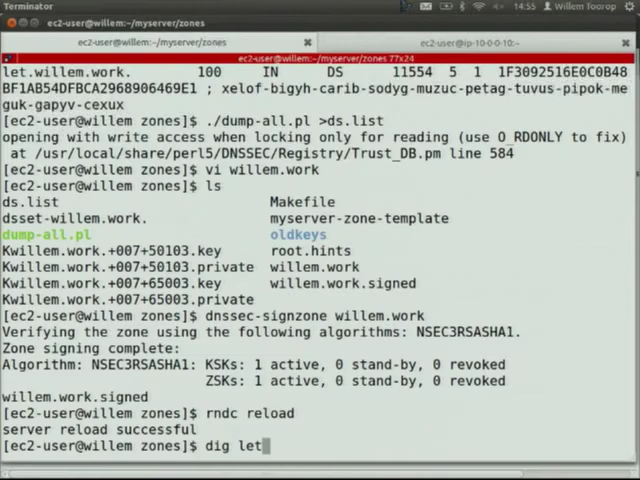 Terminator
14:55 Willem Toorop
ec2-user@willem:~/myserver/zones
ec2-user@willem:~/myserver/zones
ec2-user@ip-10-0-0-10:~
ec2-user@willem:~/myserver/zones 77x24
let.willem.work. 100 IN DS 11554 5 1 1F3092516E0C0B48
BF1AB54DFBCA2968906469E1 ; xelof-bigyh-carib-sodyg-muzuc-petag-tuvus-pipok-me
guk-gapyv-cexux
[ec2-user@willem zones]$ ./dump-all.pl >ds.list
opening with write access when locking only for reading (use O_RDONLY to fix)
at /usr/local/share/perl5/DNSSEC/Registry/Trust_DB.pm line 584
[ec2-user@willem zones]$ vi willem.work
[ec2-user@willem zones]$ ls
ds.list Makefile
dsset-willem.work. myserver-zone-template
dump-all.pl oldkeys
Kwillem.work.+007+50103.key root.hints
Kwillem.work.+007+50103.private willem.work
Kwillem.work.+007+65003.key willem.work.signed
Kwillem.work.+007+65003.private
[ec2-user@willem zones]$ dnssec-signzone willem.work
Verifying the zone using the following algorithms: NSEC3RSASHA1.
Zone signing complete:
Algorithm: NSEC3RSASHA1: KSKs: 1 active, 0 stand-by, 0 revoked
ZSKs: 1 active, 0 stand-by, 0 revoked
willem.work.signed
[ec2-user@willem zones]$ rndc reload
server reload successful
[ec2-user@willem zones]$ dig let